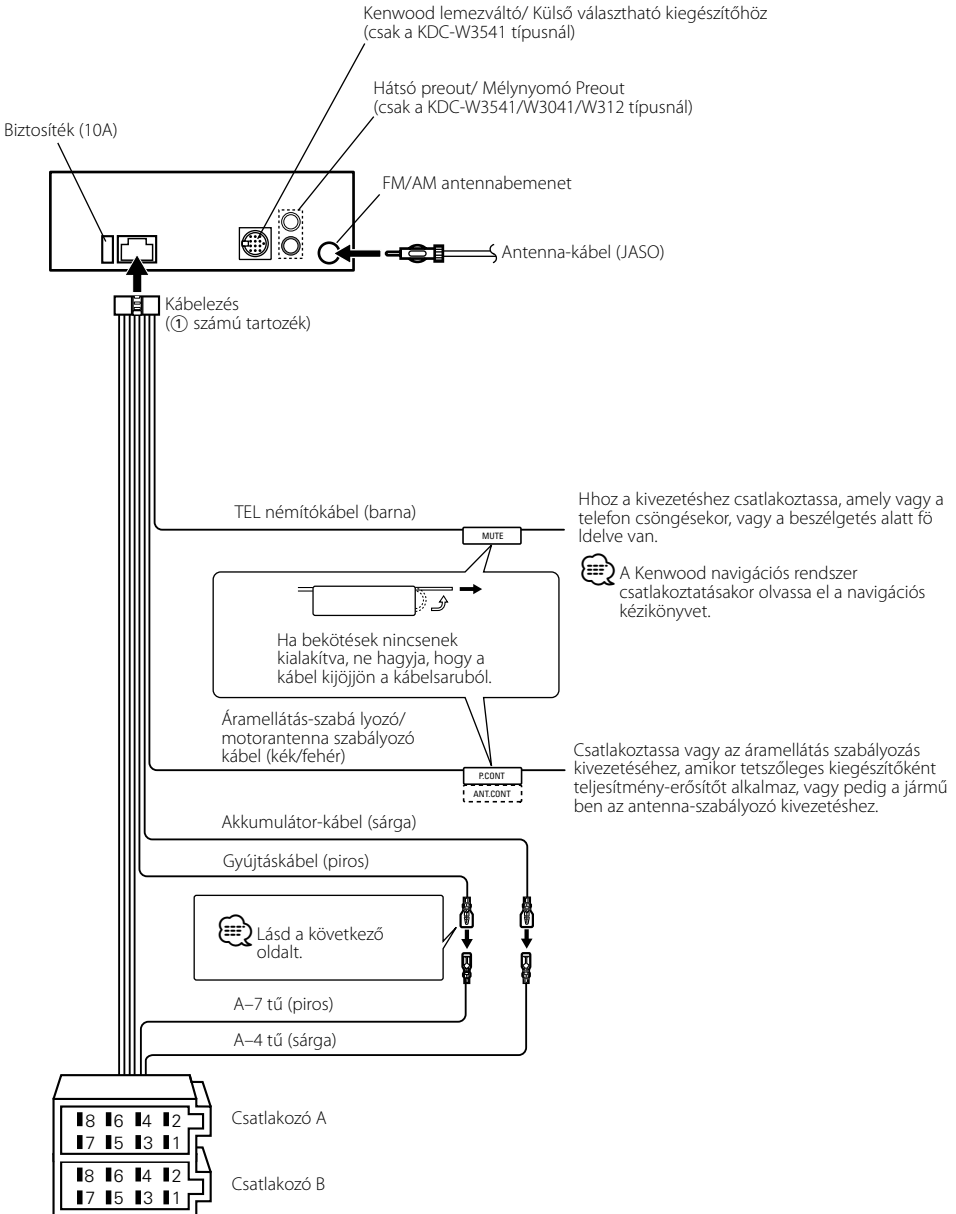 Kenwood lemezváltó/ Külső választható kiegészítőhöz
(csak a KDC-W3541 típusnál)
Hátsó preout/ Mélynyomó Preout
(csak a KDC-W3541/W3041/W312 típusnál)
Biztosíték (10A)
FM/AM antennabemenet
Antenna-kábel (JASO)
Kábelezés
(① számú tartozék)
TEL némítókábel (barna)
MUTE
Hhoz a kivezetéshez csatlakoztassa, amely vagy a
telefon csöngésekor, vagy a beszélgetés alatt fö
ldelve van.
A Kenwood navigációs rendszer
csatlakoztatásakor olvassa el a navigációs
kézikönyvet.
Ha bekötések nincsenek
kialakítva, ne hagyja, hogy a
kábel kijöjjön a kábelsaruból.
Áramellátás-szabá lyozó/
motorantenna szabályozó
kábel (kék/fehér)
P.CONT
ANT.CONT
Csatlakoztassa vagy az áramellátás szabályozás
kivezetéséhez, amikor tetszőleges kiegészítőként
teljesítmény-erősítőt alkalmaz, vagy pedig a jármű
ben az antenna-szabályozó kivezetéshez.
Akkumulátor-kábel (sárga)
Gyújtáskábel (piros)
Lásd a következő
oldalt.
A–7 tű (piros)
A–4 tű (sárga)
8 6 4 2
7 5 3 1
Csatlakozó A
8 6 4 2
7 5 3 1
Csatlakozó B